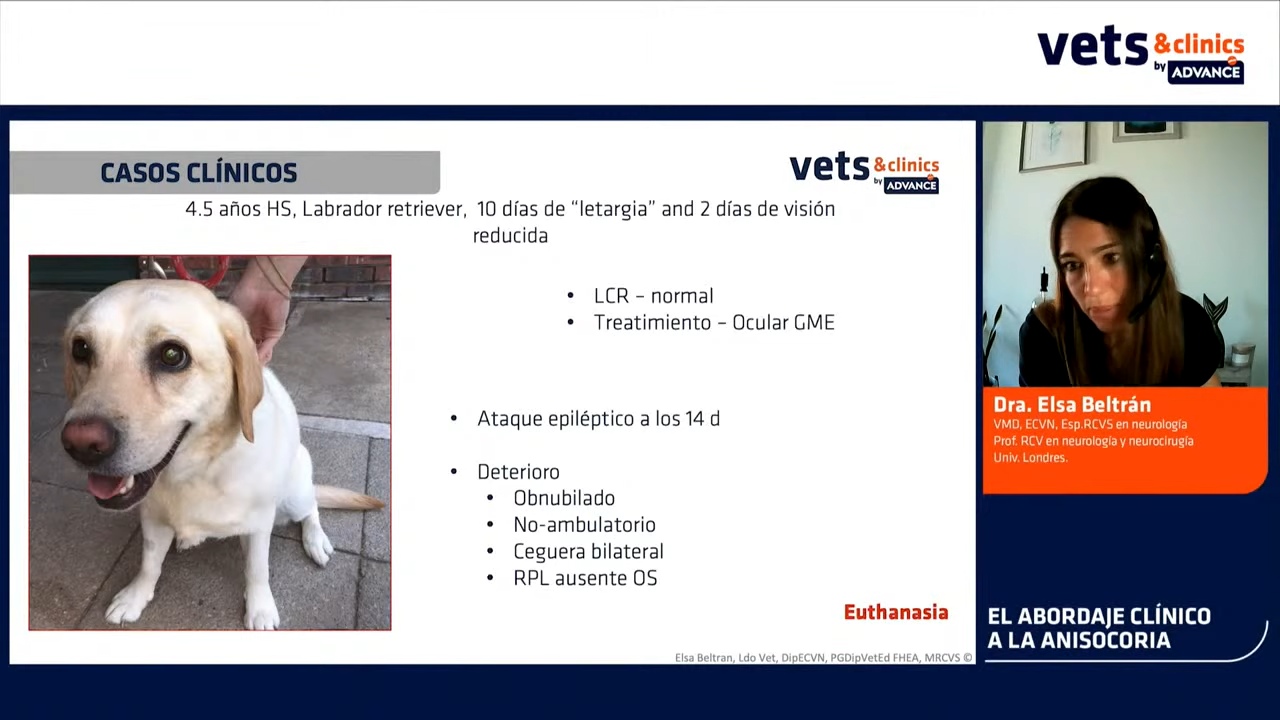 vets &clinics
by ADVANCE
CASOS CLÍNICOS
vets &clinics
by ADVANCE
4.5 años HS, Labrador retriever, 10 días de “letargia” and 2 días de visión
reducida
• LCR – normal
• Treatimiento – Ocular GME
• Ataque epiléptico a los 14 d
• Deterioro
• Obnubilado
• No-ambulatorio
• Ceguera bilateral
• RPL ausente OS
Euthanasia
Elsa Beltran, Ldo Vet, DipECVN, PGDipVetEd FHEA, MRCVS ©
Dra. Elsa Beltrán
VMD, ECVN, Esp.RCVS en neurología
Prof. RCV en neurología y neurocirugía
Univ. Londres.
EL ABORDAJE CLÍNICO
A LA ANISOCORIA